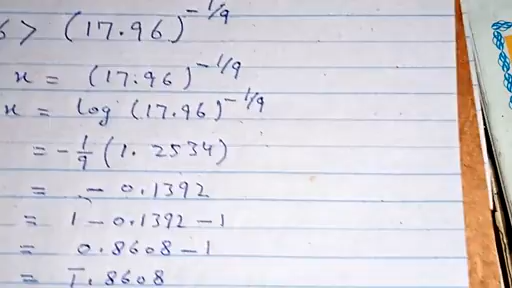 6> (17.96)^-1/9
x = (17.96)^-1/9
x = log (17.96)^-1/9
= -1/9 (1.2534)
= - 0.1392
= 1 - 0.1392 - 1
= 0.8608 - 1
= 1̅.8608